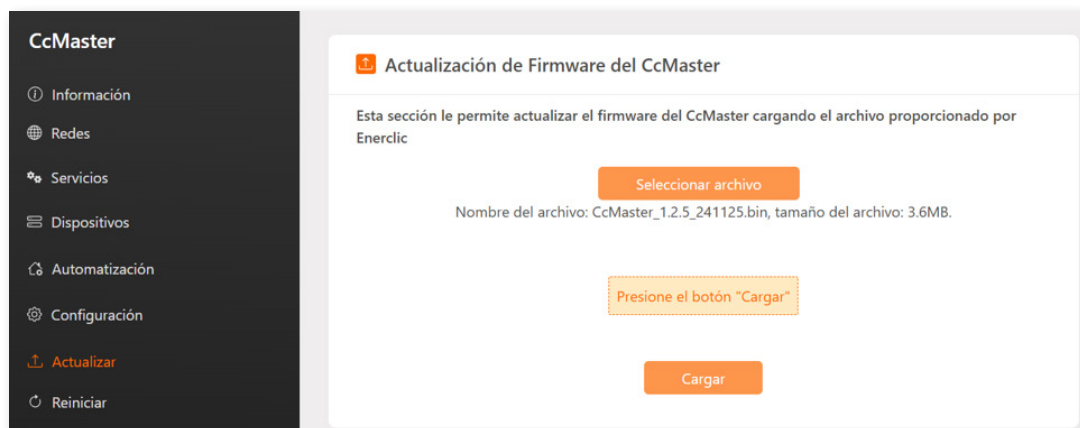 CcMaster
Información
Redes
Servicios
Dispositivos
Automatización
Configuración
Actualizar
Reiniciar
Actualización de Firmware del CcMaster
Esta sección le permite actualizar el firmware del CcMaster cargando el archivo proporcionado por
Enerclic
Seleccionar archivo
Nombre del archivo: CcMaster_1.2.5_241125.bin, tamaño del archivo: 3.6MB.
Presione el botón "Cargar"
Cargar